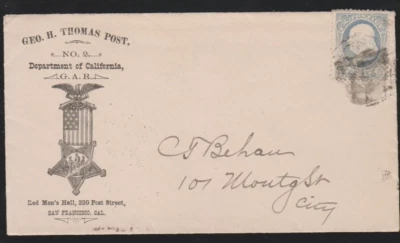 GEO. H. THOMAS POST,
NO. 2.
Department of California,
G.A.R.
Red Men's Hall, 320 Post Street,
SAN FRANCISCO, CAL.
C J Behan
101 Montg St
City